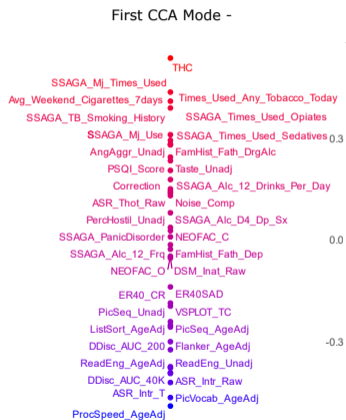 First CCA Mode -
THC
SSAGA_Mj_Times_Used
Avg_Weekend_Cigarettes_7days Times_Used_Any_Tobacco_Today
SSAGA_TB_Smoking_History SSAGA_Times_Used_Opiates
SSAGA_Mj_Use SSAGA_Times_Used_Sedatives 0.3
AngAggr_Unadj FamHist_Fath_DrgAlc
PSQI_Score Taste_Unadj
Correction SSAGA_Alc_12_Drinks_Per_Day
ASR_Thot_Raw Noise_Comp
PercHostil_Unadj SSAGA_Alc_D4_Dp_Sx
SSAGA_PanicDisorder NEOFAC_C 0.0
SSAGA_Alc_12_Frq FamHist_Fath_Dep
NEOFAC_O DSM_Inat_Raw
ER40_CR ER40SAD
PicSeq_Unadj VSPLOT_TC
ListSort_AgeAdj PicSeq_AgeAdj
DDisc_AUC_200 Flanker_AgeAdj -0.3
ReadEng_AgeAdj ReadEng_Unadj
DDisc_AUC_40K ASR_Intr_Raw
ASR_Intr_T PicVocab_AgeAdj
ProcSpeed_AgeAdj